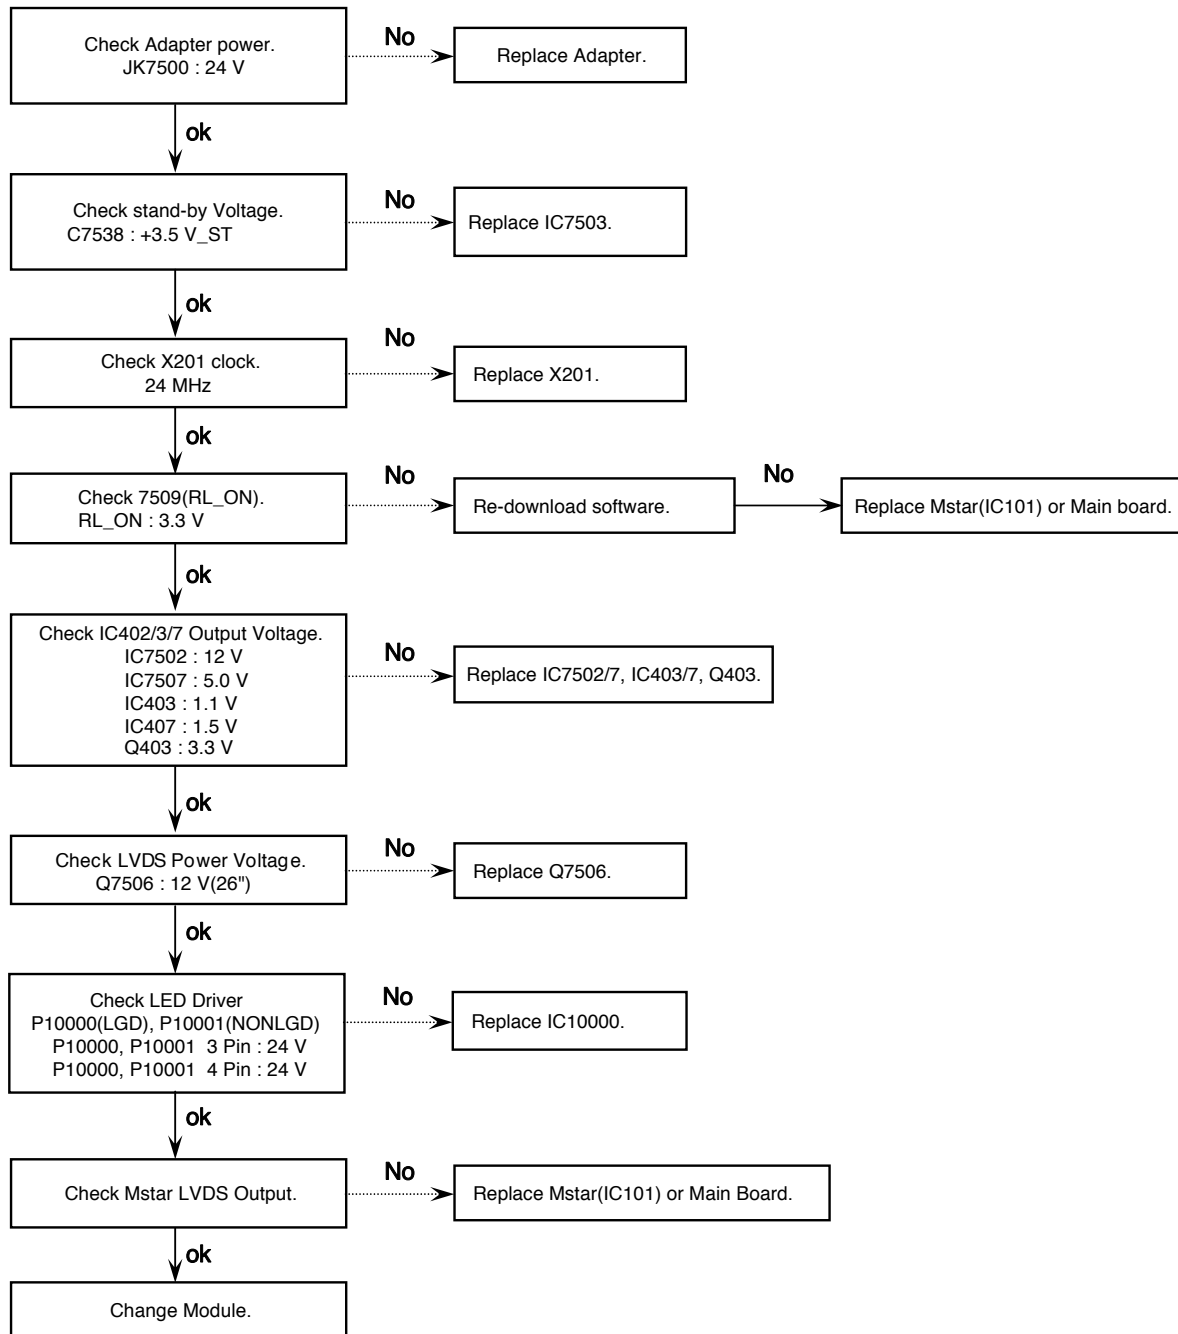 Check Adapter power.
JK7500 : 24 V
No
Replace Adapter.
ok
Check stand-by Voltage.
C7538 : +3.5 V_ST
No
Replace IC7503.
ok
Check X201 clock.
24 MHz
No
Replace X201.
ok
Check 7509(RL_ON).
RL_ON : 3.3 V
No
Re-download software.
No
Replace Mstar(IC101) or Main board.
ok
Check IC402/3/7 Output Voltage.
IC7502 : 12 V
IC7507 : 5.0 V
IC403 : 1.1 V
IC407 : 1.5 V
Q403 : 3.3 V
No
Replace IC7502/7, IC403/7, Q403.
ok
Check LVDS Power Voltage.
Q7506 : 12 V(26")
No
Replace Q7506.
ok
Check LED Driver
P10000(LGD), P10001(NONLGD)
P10000, P10001 3 Pin : 24 V
P10000, P10001 4 Pin : 24 V
No
Replace IC10000.
ok
Check Mstar LVDS Output.
No
Replace Mstar(IC101) or Main Board.
ok
Change Module.